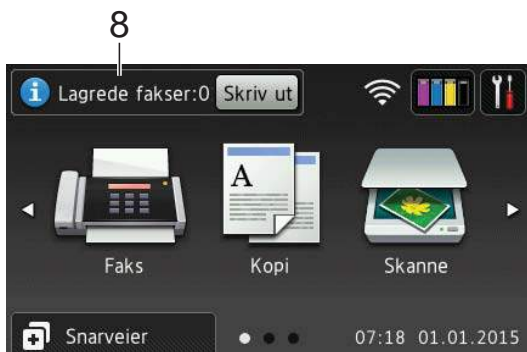 8
Lagrede fakser:0 Skriv ut
A
Faks Kopi Skanne
Snarveier 07:18 01.01.2015